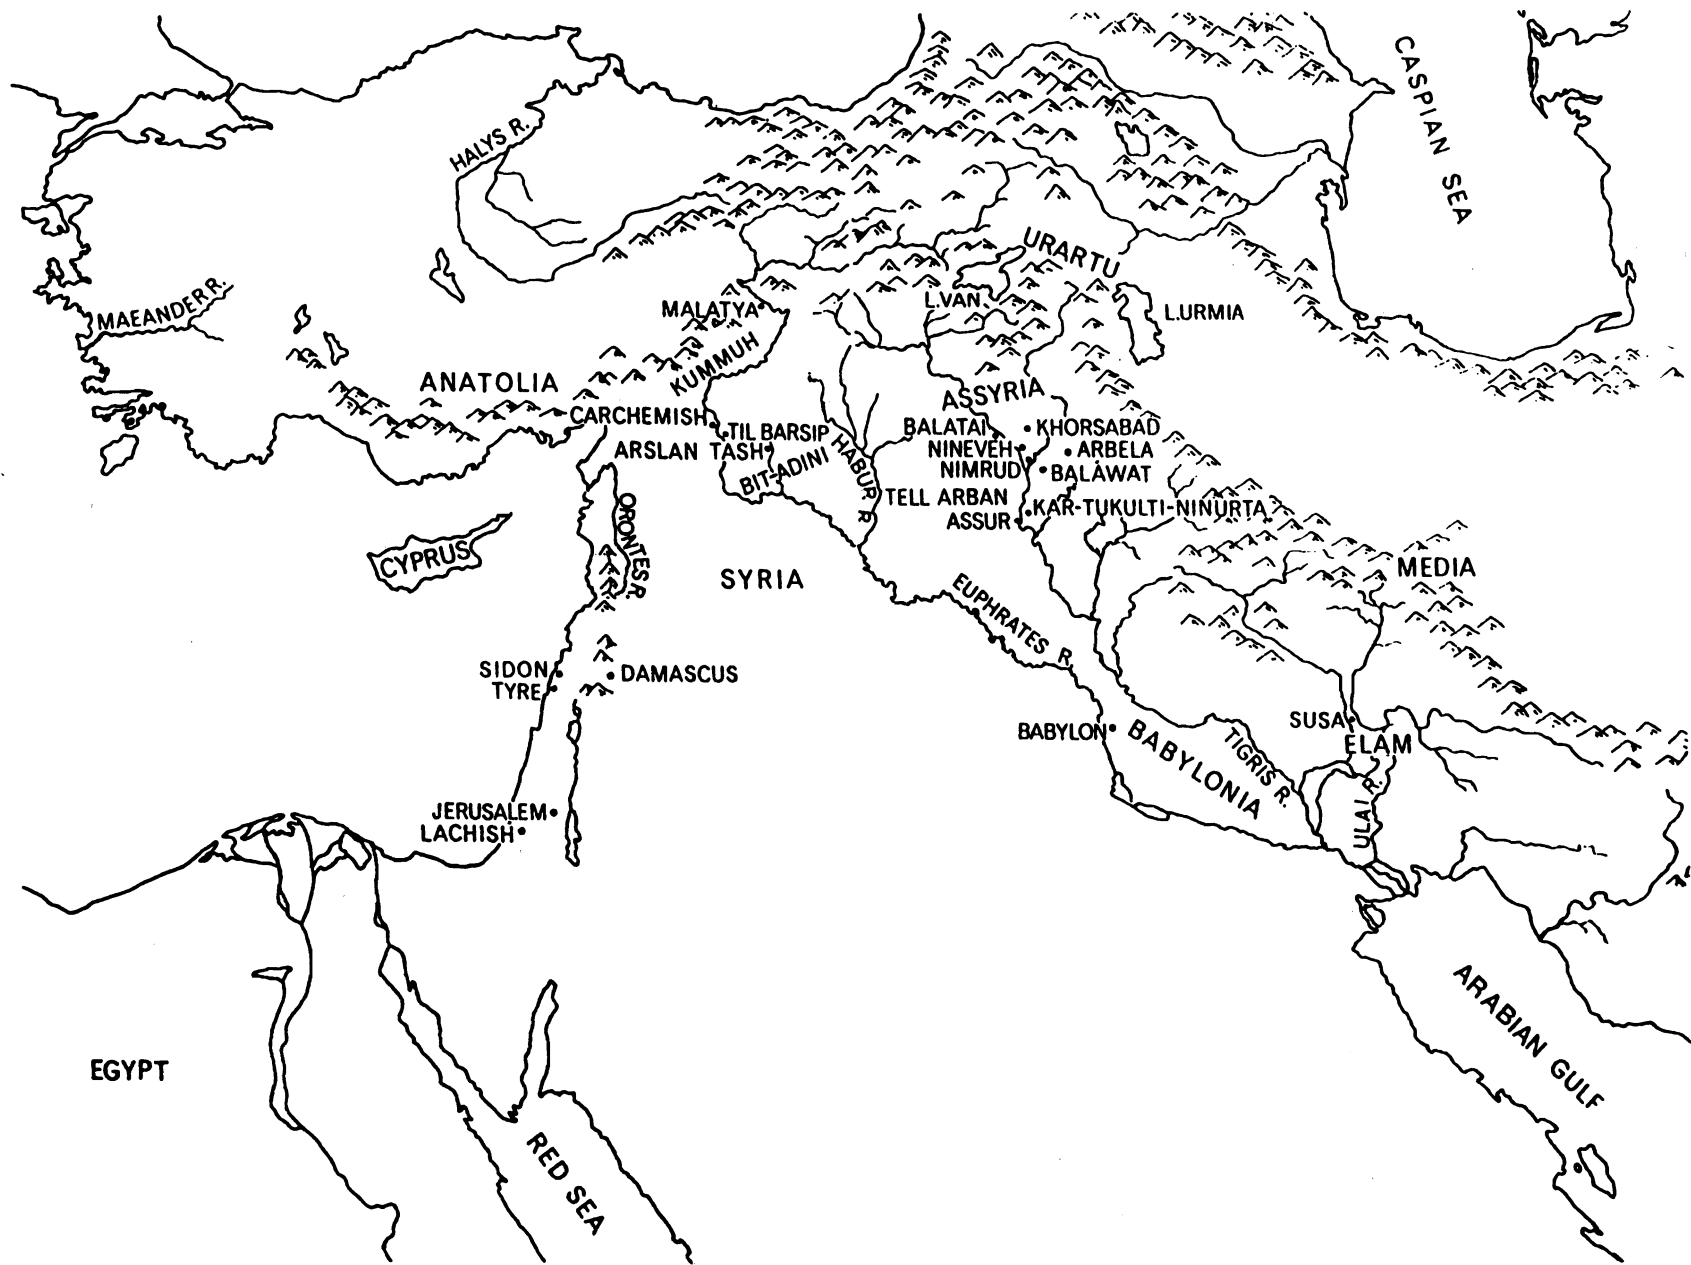 CASPIAN SEA
HALYS R.
URARTU
MAEANDER R.
L.VAN
L.URMIA
MALATYA
KUMMUH
ANATOLIA
ASSYRIA
CARCHEMISH
TIL BARSIP
BALATAI
KHORSABAD
ARSLAN TASH
HABUR R
NINEVEH
ARBELA
BIT-ADINI
NIMRUD
BALAWAT
TELL ARBAN
ORONTES R.
ASSUR
KAR-TUKULTI-NINURTA
CYPRUS
SYRIA
MEDIA
EUPHRATES R.
SIDON
DAMASCUS
TYRE
SUSA
BABYLON
BABYLONIA
TIGRIS R.
ELAM
JERUSALEM
ULAI R.
LACHISH
ARABIAN GULF
EGYPT
RED SEA